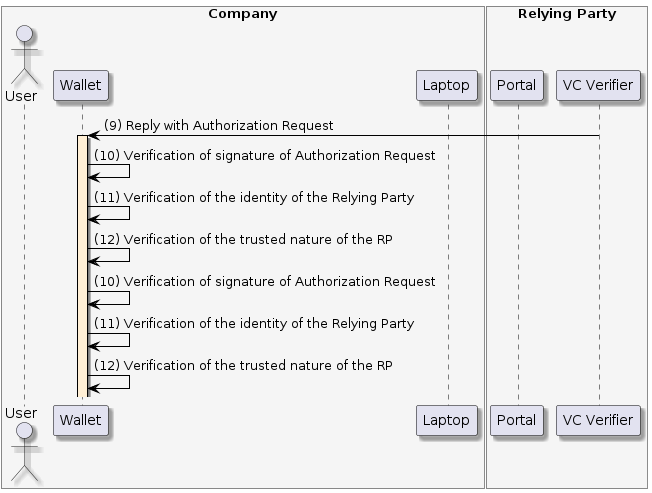 Company
Relying Party
User
Wallet
Laptop
Portal
VC Verifier
(9) Reply with Authorization Request
(10) Verification of signature of Authorization Request
(11) Verification of the identity of the Relying Party
(12) Verification of the trusted nature of the RP
(10) Verification of signature of Authorization Request
(11) Verification of the identity of the Relying Party
(12) Verification of the trusted nature of the RP
User
Wallet
Laptop
Portal
VC Verifier